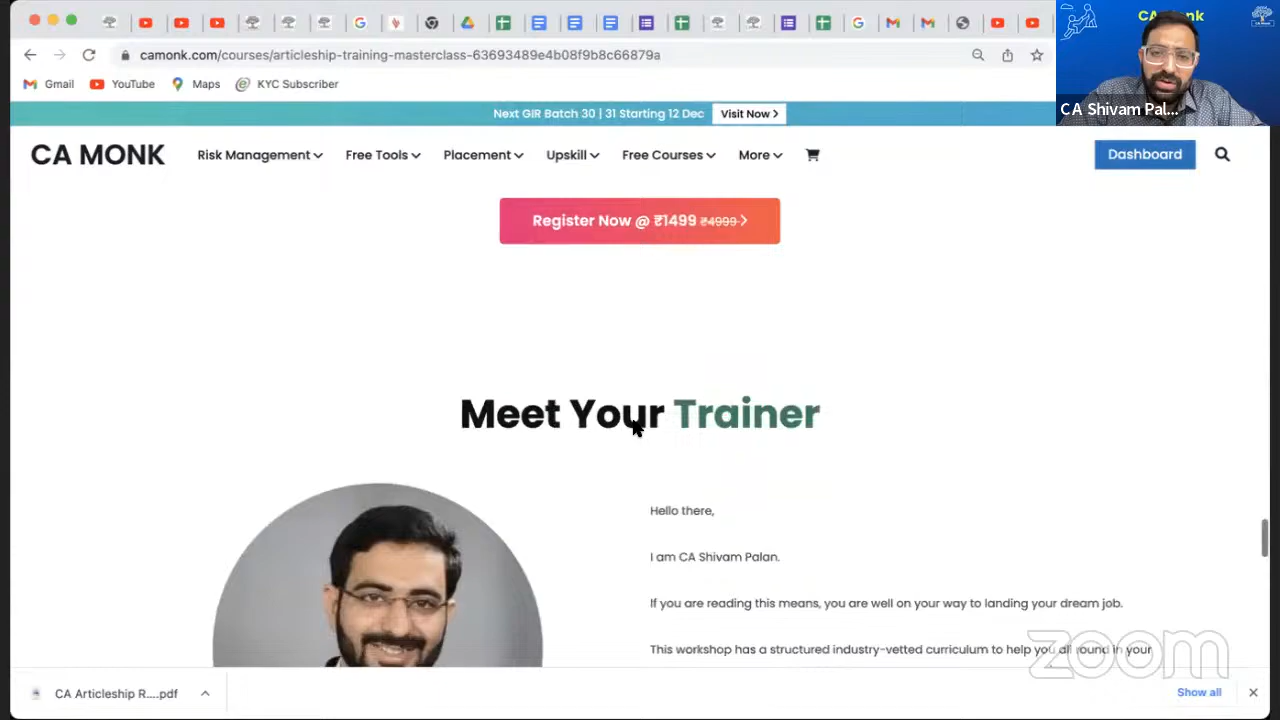 camonk.com/courses/articleship-training-masterclass-63693489e4b08f9b8c66879a
CA Monk
CA Shivam Pal...
Gmail YouTube Maps KYC Subscriber
Next GIR Batch 30 | 31 Starting 12 Dec Visit Now
CA MONK Risk Management Free Tools Placement Upskill Free Courses More Dashboard
Register Now @ ₹1499 ₹4999
Meet Your Trainer
Hello there,
I am CA Shivam Palan.
If you are reading this means, you are well on your way to landing your dream job.
This workshop has a structured industry-vetted curriculum to help you all round in your
zoom
CA Articleship R....pdf Show all